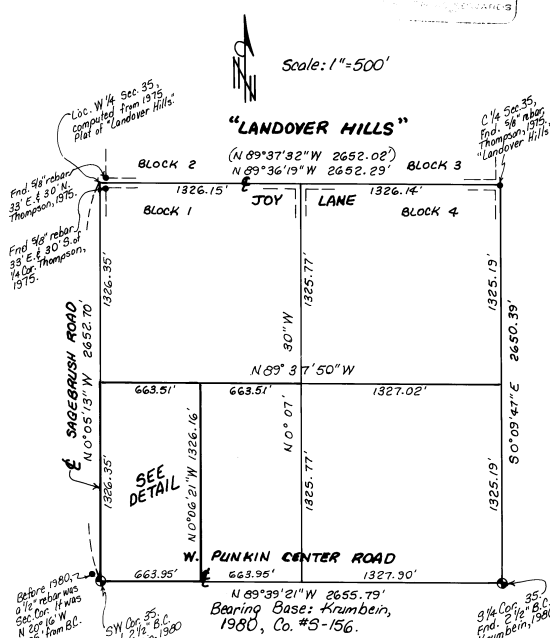 N
Scale: 1"=500'
Loc. W 1/4 Sec. 35,
computed from 1975
Plat of "Landover Hills."
C 1/4 Sec. 35,
Fnd. 5/8" rebar,
Thompson, 1975.
"Landover Hills"
"LANDOVER HILLS"
BLOCK 2
(N 89°37'32"W 2652.02')
BLOCK 3
N 89°36'19"W 2652.29'
1326.15'
℄
1326.14'
JOY LANE
BLOCK 1
BLOCK 4
Fnd 5/8" rebar
33' E. & 30' N.
Thompson, 1975.
Fnd 5/8" rebar
33' E. & 30' S. of
1/4 Cor. Thompson,
1975.
1326.35'
1325.77'
1325.19'
℄ SAGEBRUSH ROAD
N 0°05'13"W 2652.70'
S 0°09'47"E 2650.39'
N 0° 07' 30"W
N 89° 37'50"W
663.51'
663.51'
1327.02'
1326.35'
SEE
DETAIL
N 0°06'21"W 1326.16'
1325.77'
1325.19'
W. PUNKIN CENTER ROAD
663.95'
℄
663.95'
1327.90'
N 89°39'21"W 2655.79'
Bearing Base: Krumbein,
1980, Co. #S-156.
Before 1980,
a 1/2" rebar was
Sec. Cor. It was
N 20° 16' W
from B.C.
SW Cor. 35.
2 1/2" B.C.
1980
S 1/4 Cor. 35.
Fnd. 2 1/2" B.C.
Krumbein, 1980